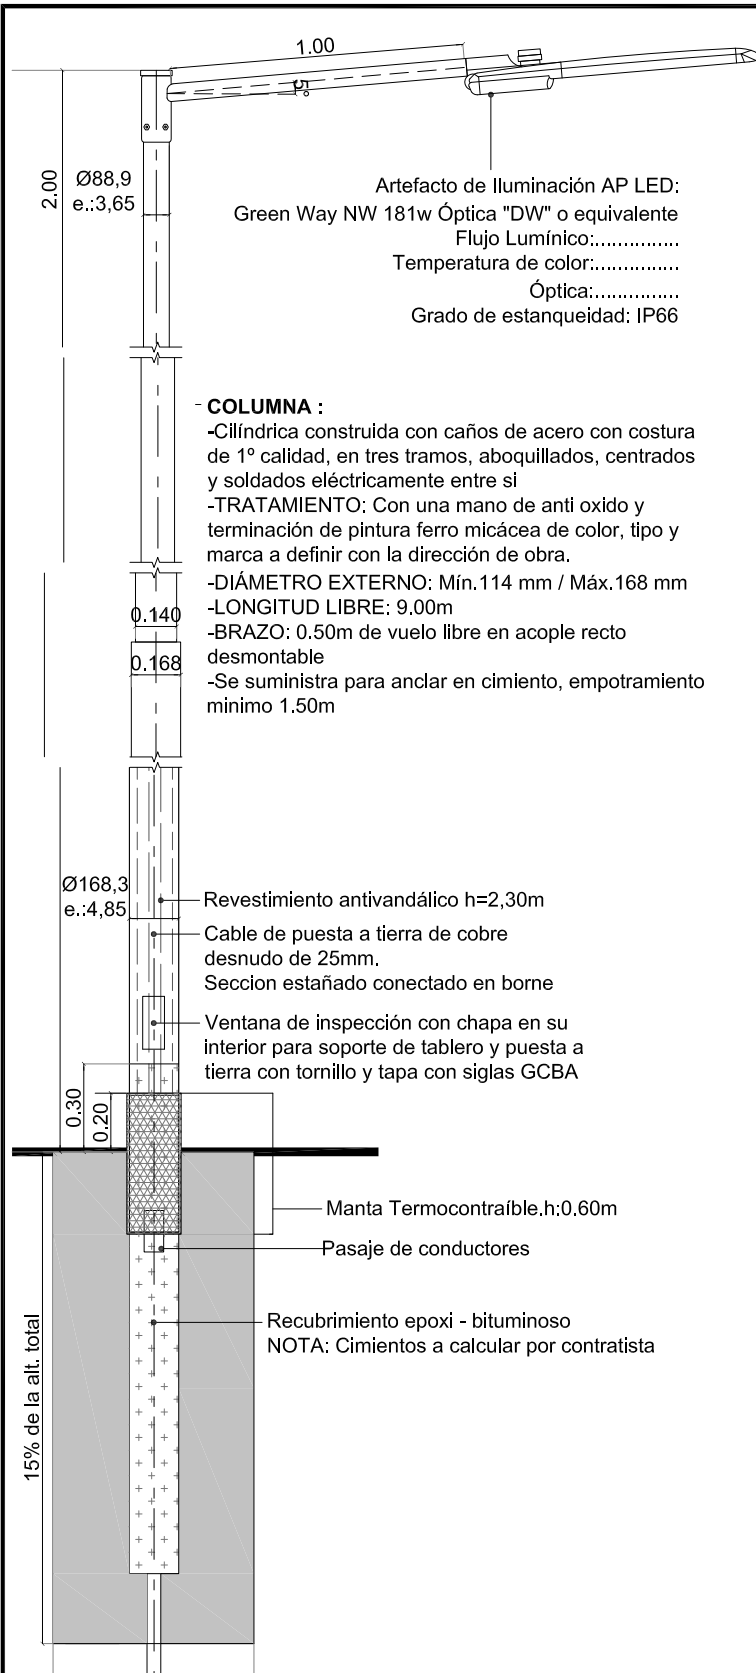 1.00
5°
2.00
Ø88,9
e.:3,65
Artefacto de Iluminación AP LED:
Green Way NW 181w Óptica "DW" o equivalente
Flujo Lumínico:...............
Temperatura de color:...............
Óptica:...............
Grado de estanqueidad: IP66
COLUMNA :
-Cilíndrica construida con caños de acero con costura
de 1º calidad, en tres tramos, aboquillados, centrados
y soldados eléctricamente entre si
-TRATAMIENTO: Con una mano de anti oxido y
terminación de pintura ferro micácea de color, tipo y
marca a definir con la dirección de obra.
-DIÁMETRO EXTERNO: Mín.114 mm / Máx.168 mm
-LONGITUD LIBRE: 9.00m
-BRAZO: 0.50m de vuelo libre en acople recto
desmontable
-Se suministra para anclar en cimiento, empotramiento
minimo 1.50m
0.140
0.168
Ø168,3
e.:4,85
Revestimiento antivandálico h=2,30m
Cable de puesta a tierra de cobre
desnudo de 25mm.
Seccion estañado conectado en borne
Ventana de inspección con chapa en su
interior para soporte de tablero y puesta a
tierra con tornillo y tapa con siglas GCBA
0.30
0.20
Manta Termocontraíble.h:0.60m
Pasaje de conductores
Recubrimiento epoxi - bituminoso
NOTA: Cimientos a calcular por contratista
15% de la alt. total